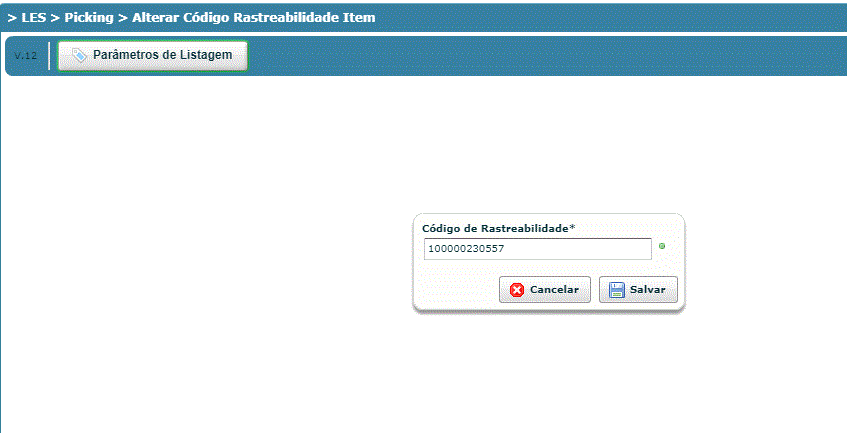 > LES > Picking > Alterar Código Rastreabilidade Item
v.12 Parâmetros de Listagem
Código de Rastreabilidade*
100000230557
Cancelar Salvar